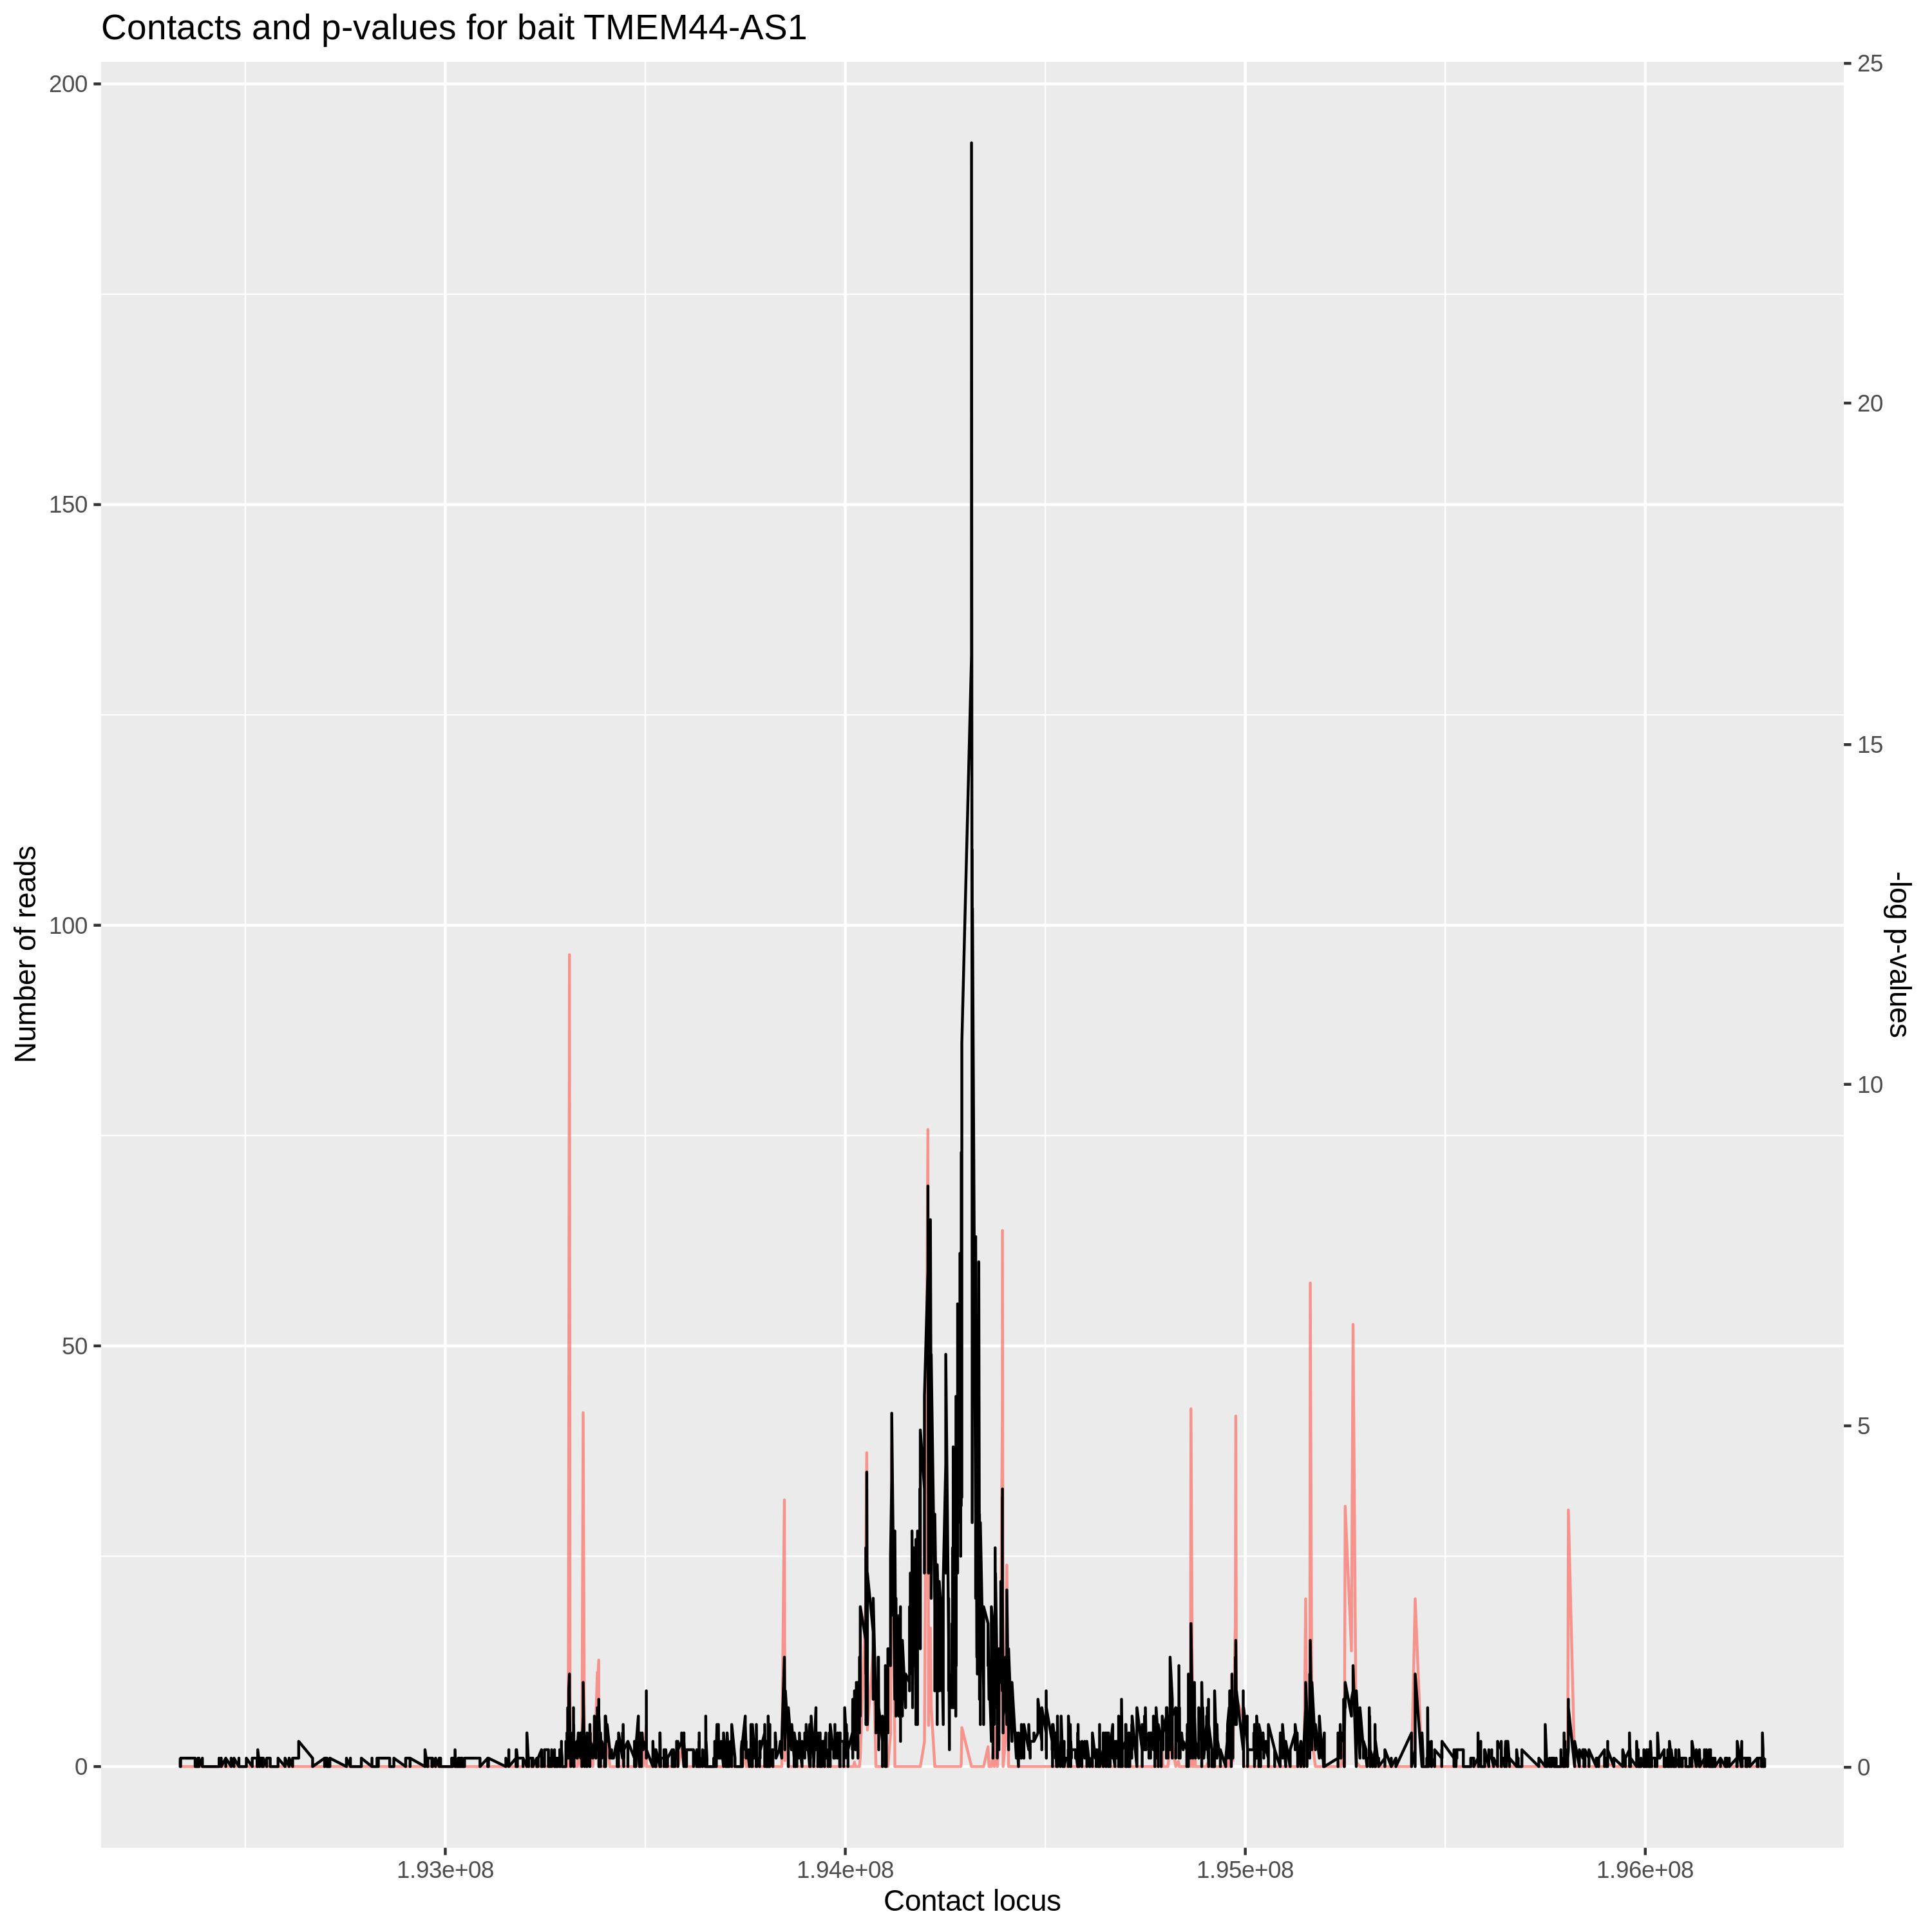 Contacts and p-values for bait TMEM44-AS1
200
150
100
50
0
Number of reads
25
20
15
10
5
0
-log p-values
1.93e+08
1.94e+08
1.95e+08
1.96e+08
Contact locus